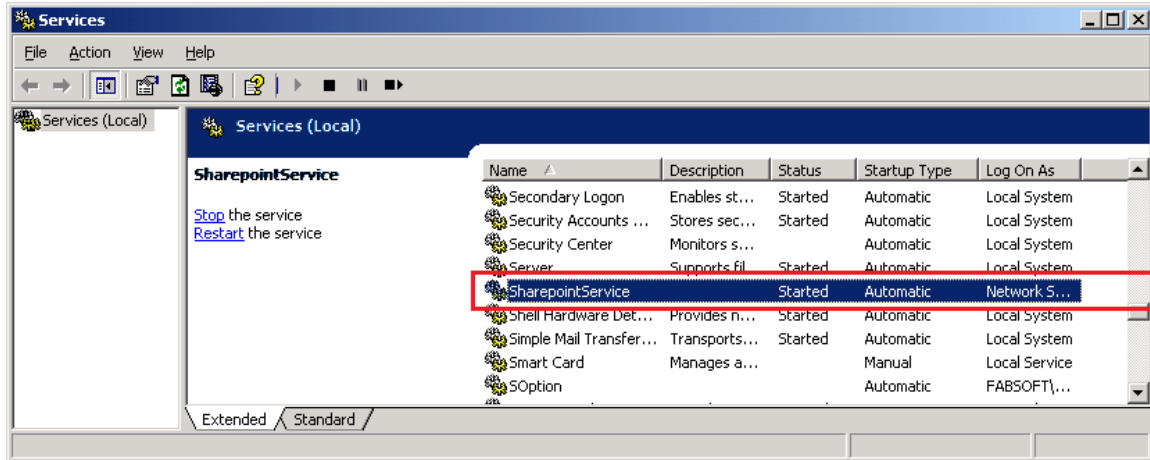 Services
File Action View Help
Services (Local)
Services (Local)
SharepointService
Stop the service
Restart the service
Name Description Status Startup Type Log On As
Secondary Logon Enables st... Started Automatic Local System
Security Accounts ... Stores sec... Started Automatic Local System
Security Center Monitors s... Automatic Local System
Server Supports fil... Started Automatic Local System
SharepointService Started Automatic Network S...
Shell Hardware Det... Provides n... Started Automatic Local System
Simple Mail Transfer... Transports... Started Automatic Local System
Smart Card Manages a... Manual Local Service
SOption Automatic FABSOFT\...
Extended Standard